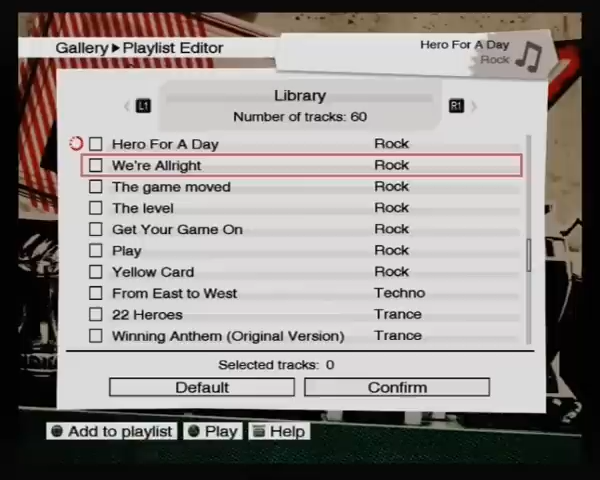 Gallery ▸ Playlist Editor
Hero For A Day
Rock
L1
Library
R1
Number of tracks: 60
Hero For A Day Rock
We're Allright Rock
The game moved Rock
The level Rock
Get Your Game On Rock
Play Rock
Yellow Card Rock
From East to West Techno
22 Heroes Trance
Winning Anthem (Original Version) Trance
Selected tracks: 0
Default Confirm
Add to playlist Play Help